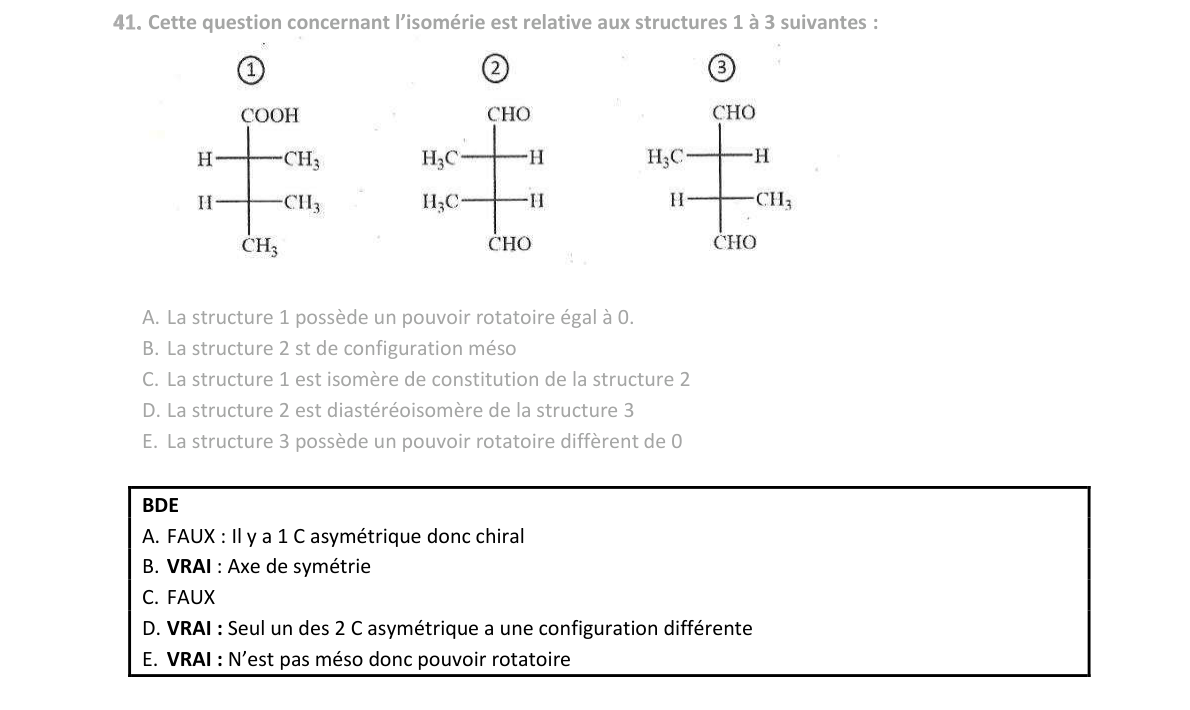 41. Cette question concernant l’isomérie est relative aux structures 1 à 3 suivantes :
1 2 3
COOH CHO CHO
H CH3 H3C H H3C H
H CH3 H3C H H CH3
CH3 CHO CHO
A. La structure 1 possède un pouvoir rotatoire égal à 0.
B. La structure 2 st de configuration méso
C. La structure 1 est isomère de constitution de la structure 2
D. La structure 2 est diastéréoisomère de la structure 3
E. La structure 3 possède un pouvoir rotatoire diffèrent de 0
BDE
A. FAUX : Il y a 1 C asymétrique donc chiral
B. VRAI : Axe de symétrie
C. FAUX
D. VRAI : Seul un des 2 C asymétrique a une configuration différente
E. VRAI : N’est pas méso donc pouvoir rotatoire